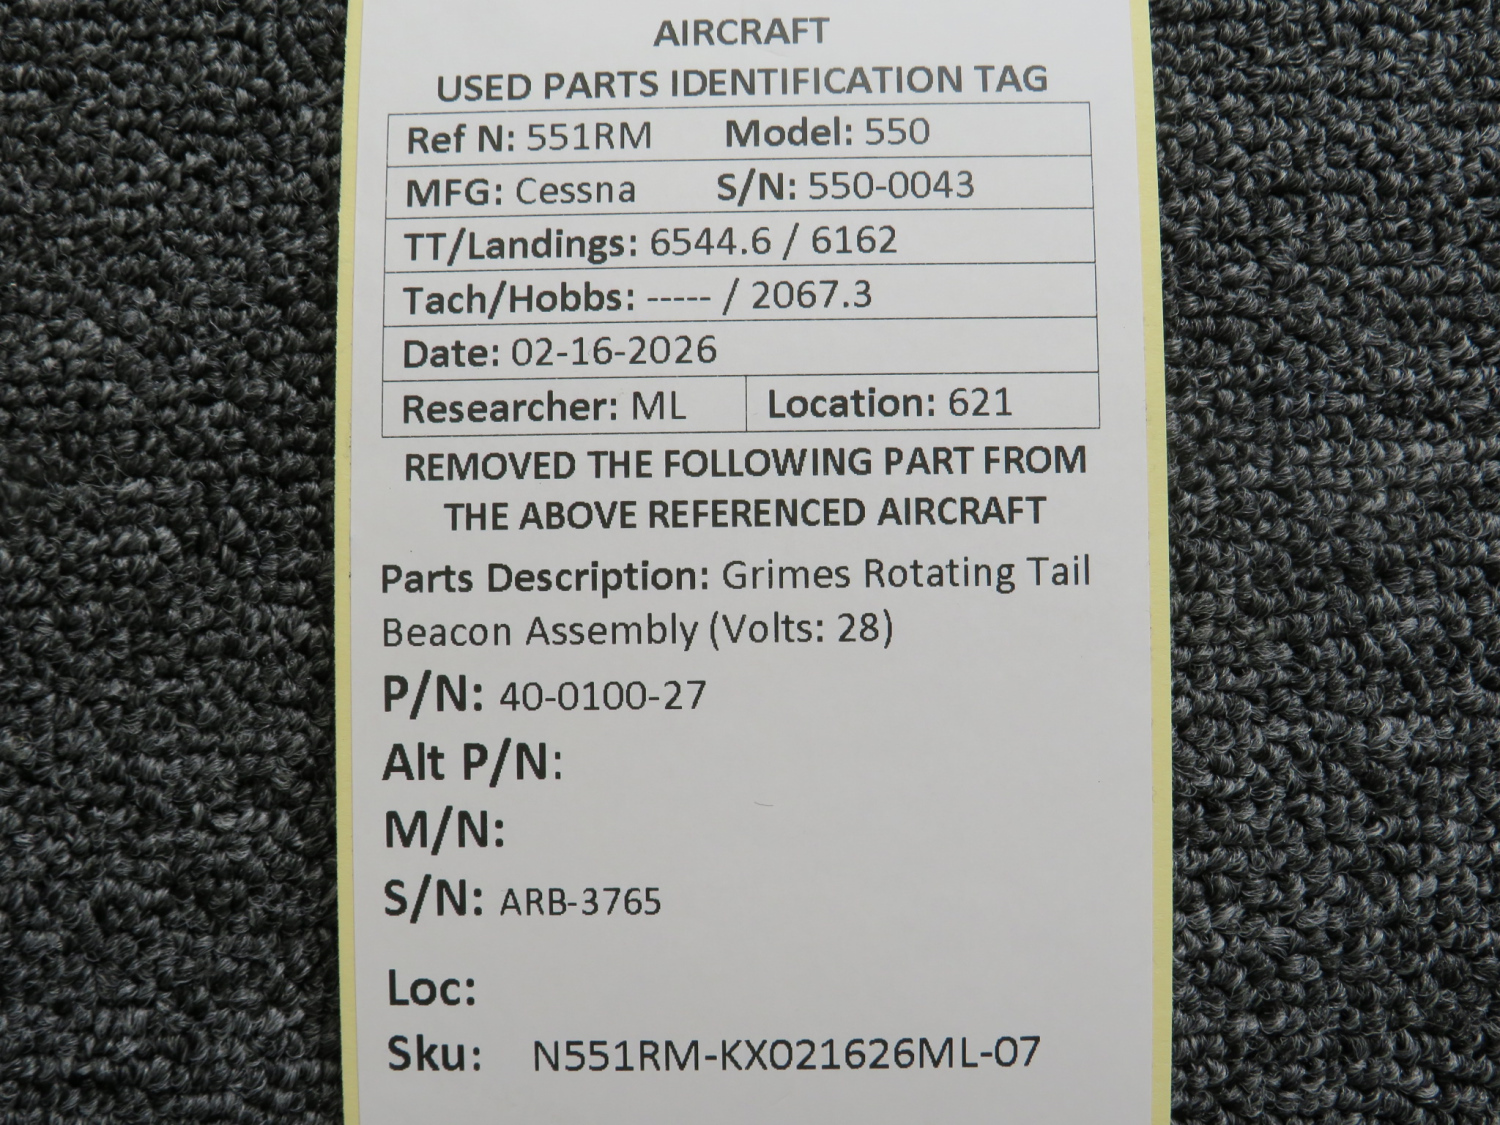 AIRCRAFT
USED PARTS IDENTIFICATION TAG
Ref N: 551RM Model: 550
MFG: Cessna S/N: 550-0043
TT/Landings: 6544.6 / 6162
Tach/Hobbs: ----- / 2067.3
Date: 02-16-2026
Researcher: ML Location: 621
REMOVED THE FOLLOWING PART FROM
THE ABOVE REFERENCED AIRCRAFT
Parts Description: Grimes Rotating Tail
Beacon Assembly (Volts: 28)
P/N: 40-0100-27
Alt P/N:
M/N:
S/N: ARB-3765
Loc:
Sku: N551RM-KX021626ML-07